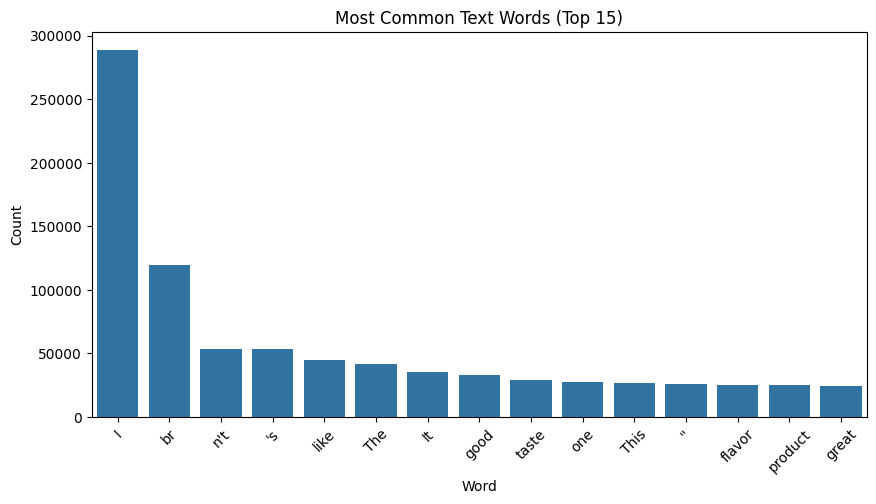 Most Common Text Words (Top 15)
300000
250000
200000
150000
100000
50000
0
Count
I
br
n't
's
like
The
It
good
taste
one
This
"
flavor
product
great
Word